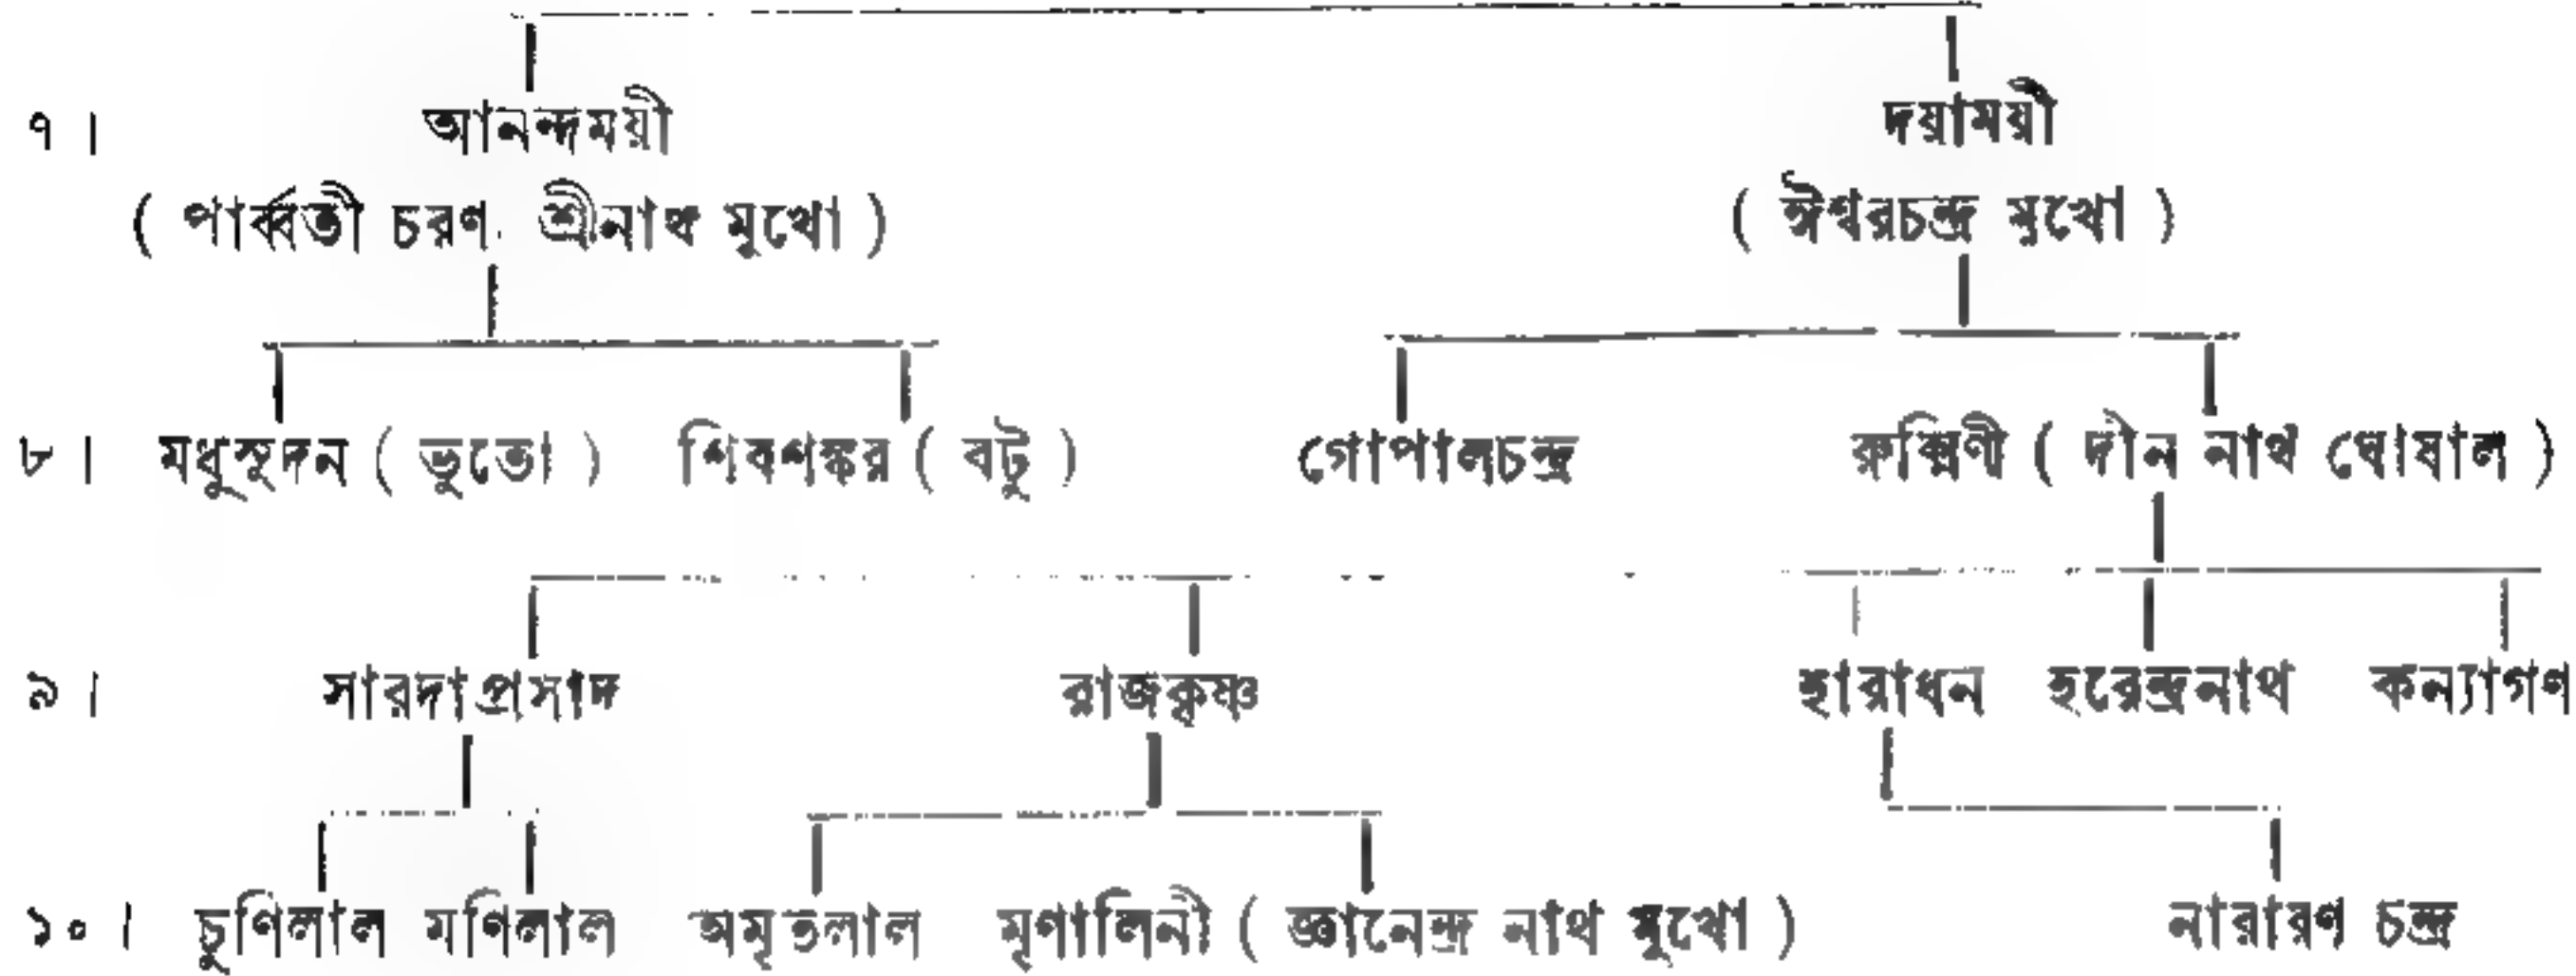 ৭। আনন্দময়ী দয়াময়ী
( পার্ব্বতী চরণ শ্রীনাথ মুখো ) ( ঈশ্বরচন্দ্র মুখো )
৮। মধুসূদন ( ভুতো ) শিবশঙ্কর ( বটু ) গোপালচন্দ্র রুক্মিণী ( দীন নাথ ঘোষাল )
৯। সারদাপ্রসাদ রাজকৃষ্ণ হারাধন হরেন্দ্রনাথ কন্যাগণ
১০। চুণিলাল মণিলাল অমৃতলাল মৃণালিনী ( জ্ঞানেন্দ্র নাথ মুখো ) নারারণ চন্দ্র